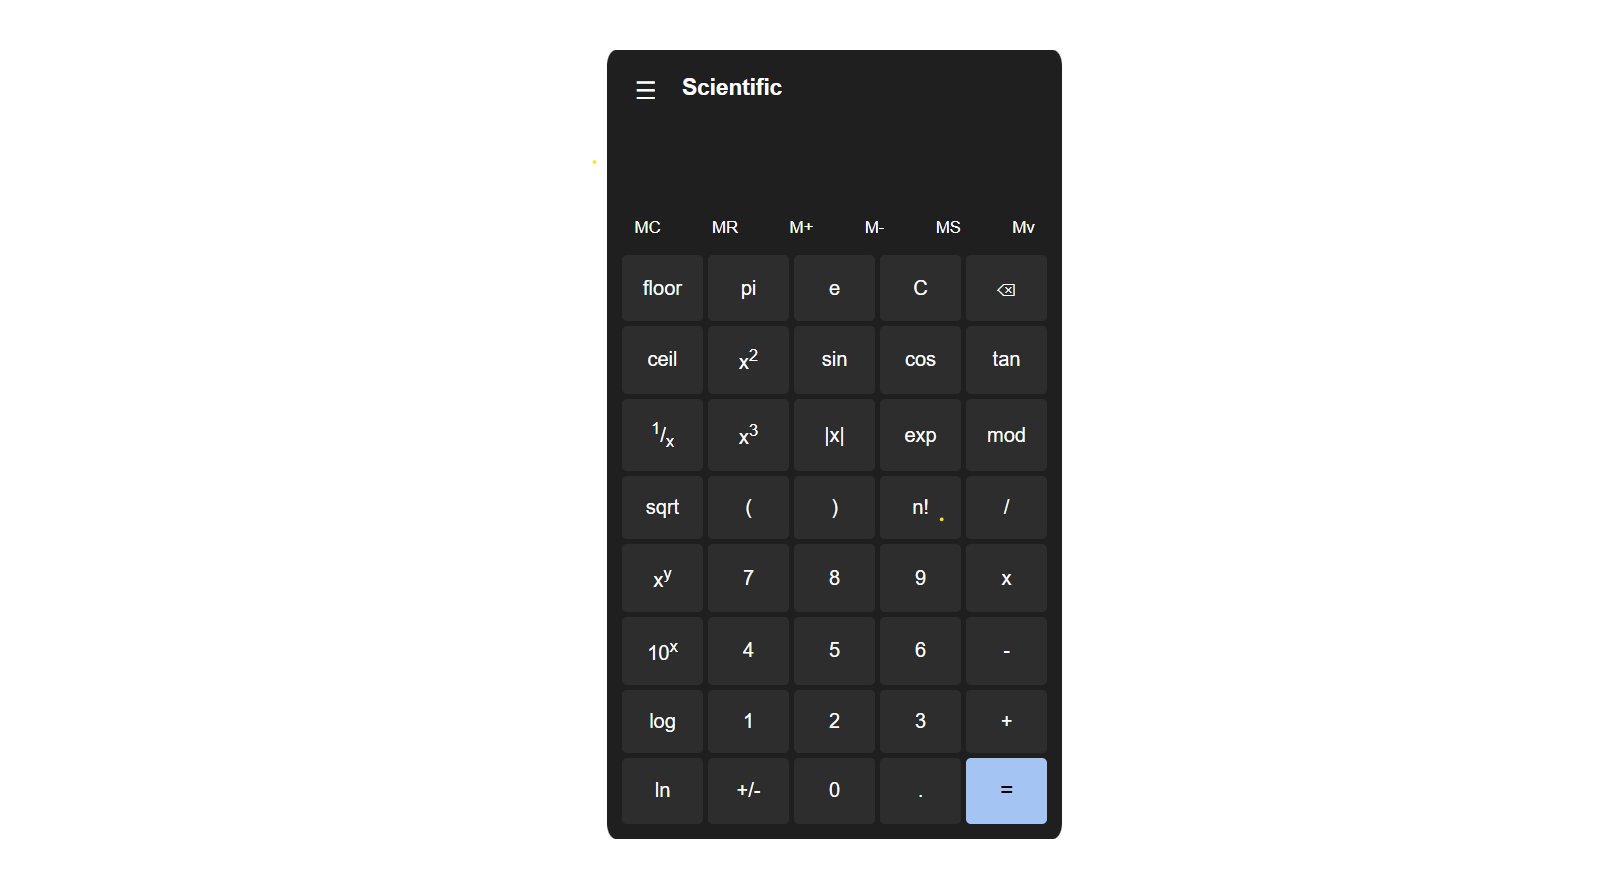 ☰ Scientific
MC MR M+ M- MS Mv
floor pi e C ⌫
ceil x² sin cos tan
¹/ₓ x³ |x| exp mod
sqrt ( ) n! /
xʸ 7 8 9 x
10ˣ 4 5 6 -
log 1 2 3 +
ln +/- 0 . =